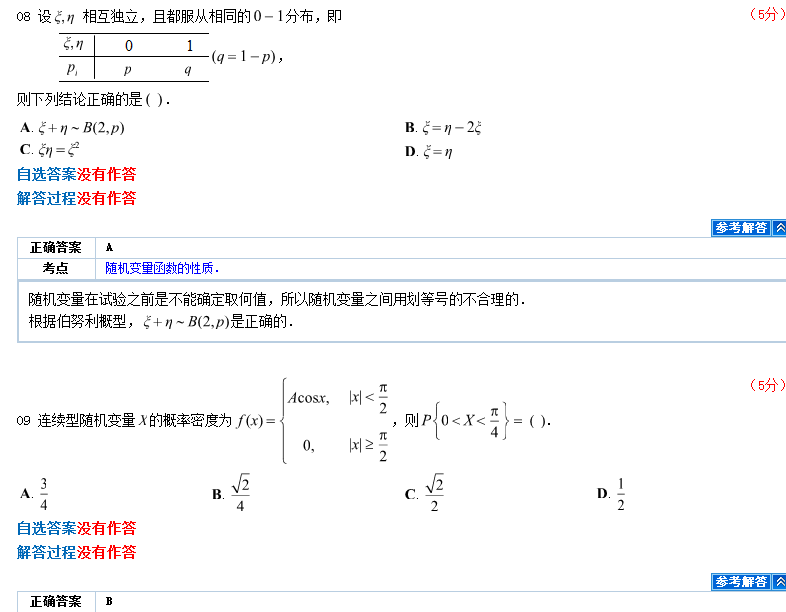 08 设 ξ, η 相互独立，且都服从相同的 0 − 1 分布，即 （5分）
ξ, η 0 1
pᵢ p q (q = 1 − p)，
则下列结论正确的是 ( ) .
A. ξ + η ~ B(2, p) B. ξ = η − 2ξ
C. ξη = ξ² D. ξ = η
自选答案没有作答
解答过程没有作答
参考解答
正确答案 A
考点 随机变量函数的性质.
随机变量在试验之前是不能确定取何值，所以随机变量之间用划等号的不合理的.
根据伯努利概型，ξ + η ~ B(2, p) 是正确的.
（5分）
09 连续型随机变量 X 的概率密度为 f(x) = { Acosx, |x| < π/2 ; 0, |x| ≥ π/2 ，则 P{0 < X < π/4} = ( ).
A. 3/4 B. √2/4 C. √2/2 D. 1/2
自选答案没有作答
解答过程没有作答
参考解答
正确答案 B